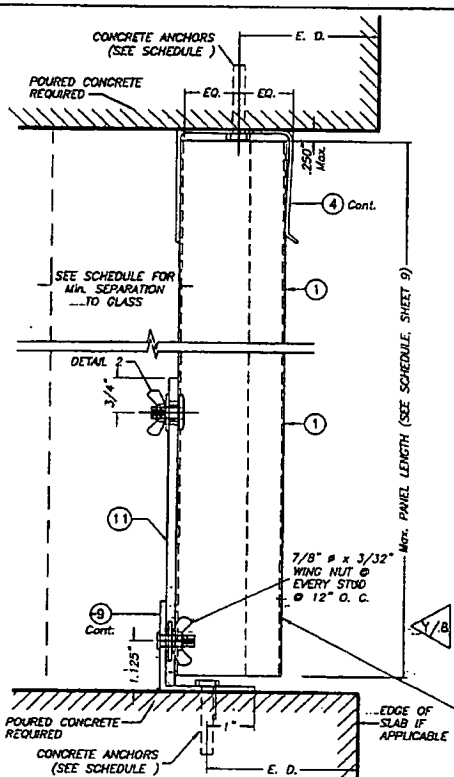 CONCRETE ANCHORS
(SEE SCHEDULE )
E. D.
POURED CONCRETE
REQUIRED
EQ. EQ.
.250"
Max
4 Cont.
SEE SCHEDULE FOR
Min. SEPARATION
TO GLASS
1
DETAIL 2
3/4"
1
Max. PANEL LENGTH (SEE SCHEDULE, SHEET 9)
11
7/8" ø x 3/32"
WING NUT @
EVERY STUD
@ 12" O. C.
9
Cont.
1.125"
Y/B
1"
EDGE OF
SLAB IF
APPLICABLE
POURED CONCRETE
REQUIRED
CONCRETE ANCHORS
(SEE SCHEDULE )
E. D.